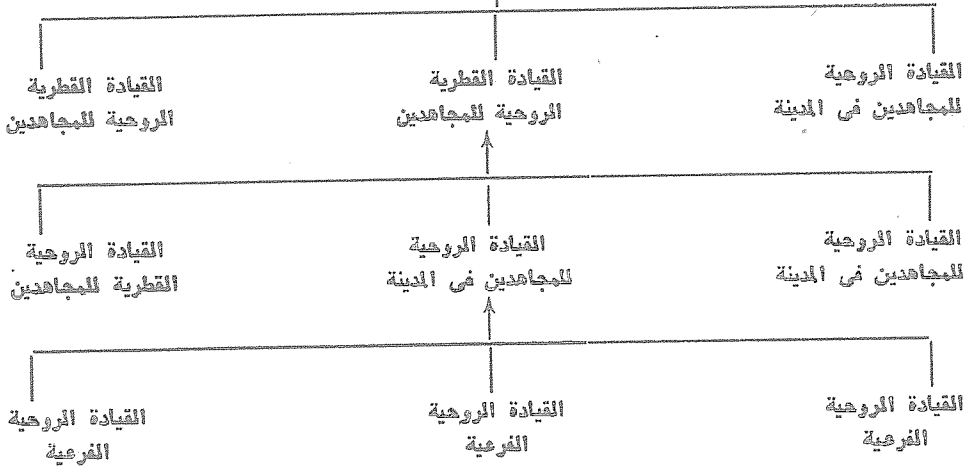 القيادة الروحية
للمجاهدين فى المدينة
القيادة القطرية
الروحية للمجاهدين
القيادة القطرية
الروحية للمجاهدين
القيادة الروحية
للمجاهدين فى المدينة
القيادة الروحية
للمجاهدين فى المدينة
القيادة الروحية
القطرية للمجاهدين
القيادة الروحية
الفرعية
القيادة الروحية
الفرعية
القيادة الروحية
الفرعية